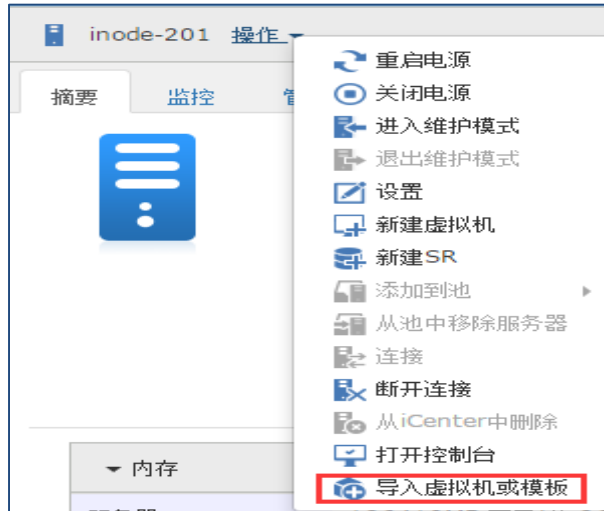 inode-201 操作
摘要 监控
重启电源
关闭电源
进入维护模式
退出维护模式
设置
新建虚拟机
新建SR
添加到池
从池中移除服务器
连接
断开连接
从iCenter中删除
打开控制台
导入虚拟机或模板
内存